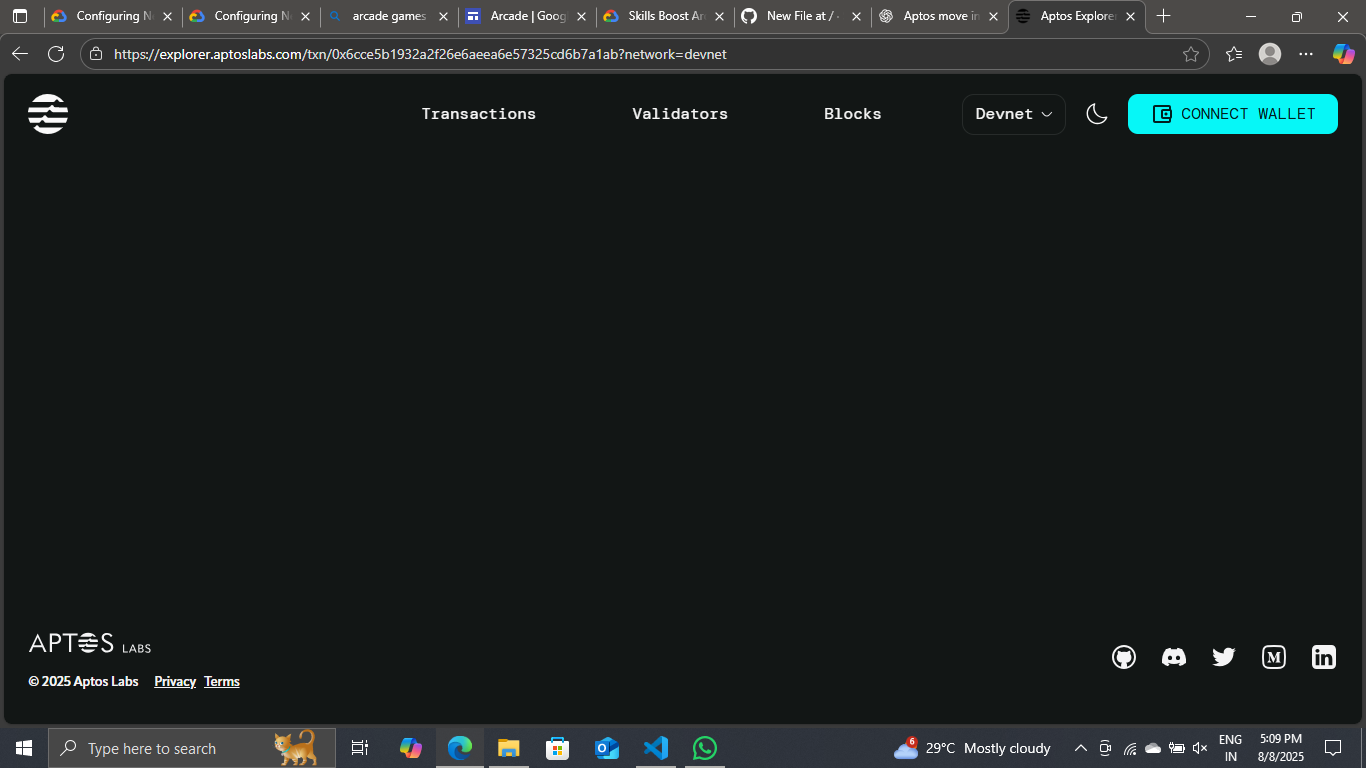 Configuring N
Configuring N
arcade games
Arcade | Goog
Skills Boost Ar
New File at /
Aptos move in
Aptos Explorer
https://explorer.aptoslabs.com/txn/0x6cce5b1932a2f26e6aeea6e57325cd6b7a1ab?network=devnet
Transactions
Validators
Blocks
Devnet
CONNECT WALLET
APTOS LABS
© 2025 Aptos Labs
Privacy
Terms
Type here to search
6
29°C Mostly cloudy
ENG
IN
5:09 PM
8/8/2025